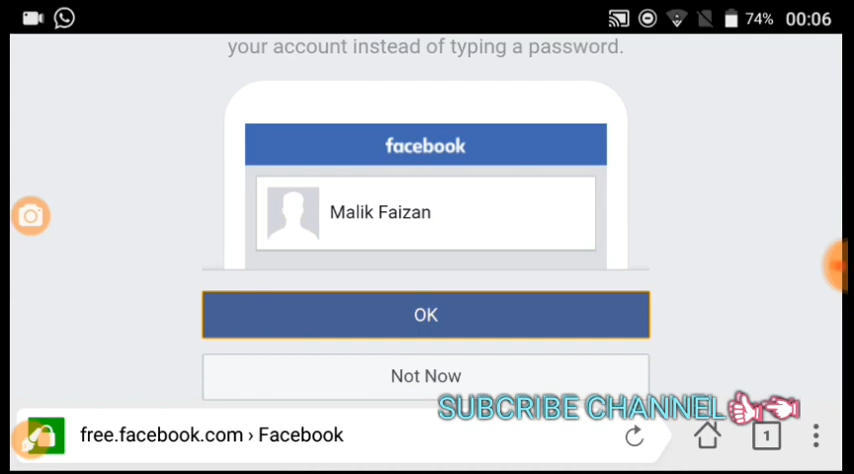 74% 00:06
your account instead of typing a password.
facebook
Malik Faizan
OK
Not Now
SUBCRIBE CHANNEL
free.facebook.com › Facebook
1